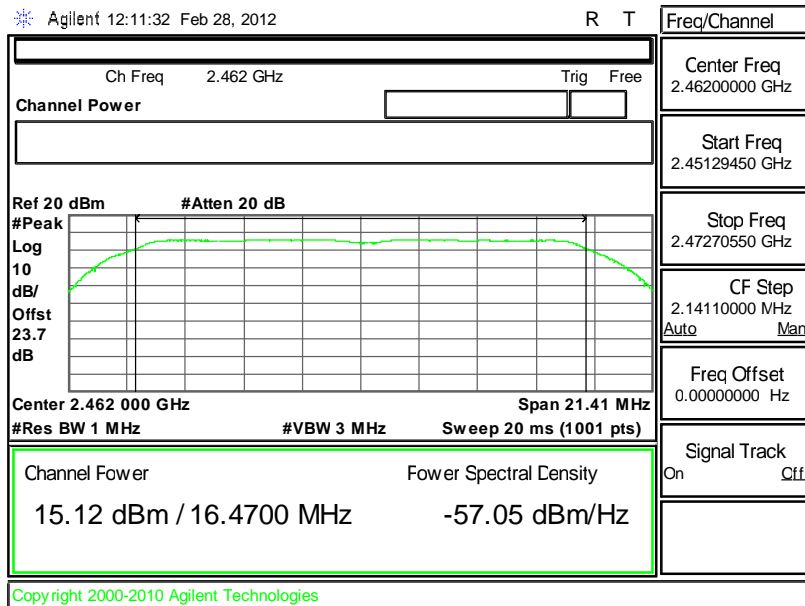 Agilent 12:11:32 Feb 28, 2012 R T
Freq/Channel
Ch Freq 2.462 GHz Trig Free
Channel Power
Center Freq
2.46200000 GHz
Start Freq
2.45129450 GHz
Ref 20 dBm #Atten 20 dB
#Peak
Log
10
dB/
Offst
23.7
dB
Stop Freq
2.47270550 GHz
CF Step
2.14110000 MHz
Auto Man
Freq Offset
0.00000000 Hz
Center 2.462 000 GHz Span 21.41 MHz
#Res BW 1 MHz #VBW 3 MHz Sweep 20 ms (1001 pts)
Signal Track
On Off
Channel Power Power Spectral Density
15.12 dBm / 16.4700 MHz -57.05 dBm/Hz
Copyright 2000-2010 Agilent Technologies